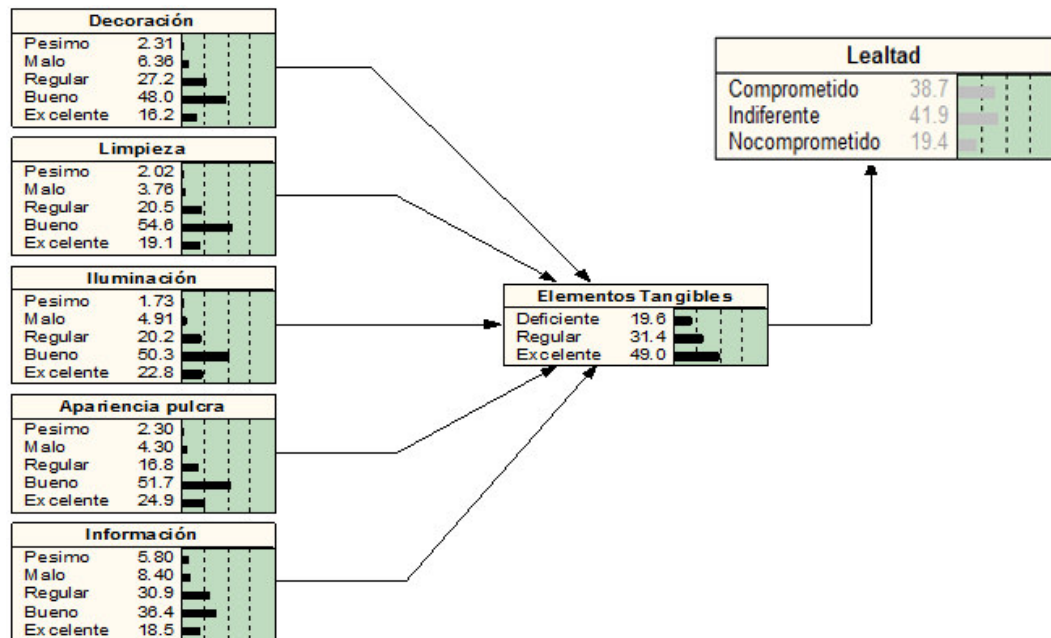 Decoración
Pesimo 2.31
Malo 6.36
Regular 27.2
Bueno 48.0
Excelente 16.2
Limpieza
Pesimo 2.02
Malo 3.76
Regular 20.5
Bueno 54.6
Excelente 19.1
Iluminación
Pesimo 1.73
Malo 4.91
Regular 20.2
Bueno 50.3
Excelente 22.8
Apariencia pulcra
Pesimo 2.30
Malo 4.30
Regular 16.8
Bueno 51.7
Excelente 24.9
Información
Pesimo 5.80
Malo 8.40
Regular 30.9
Bueno 36.4
Excelente 18.5
Elementos Tangibles
Deficiente 19.6
Regular 31.4
Excelente 49.0
Lealtad
Comprometido 38.7
Indiferente 41.9
Nocomprometido 19.4